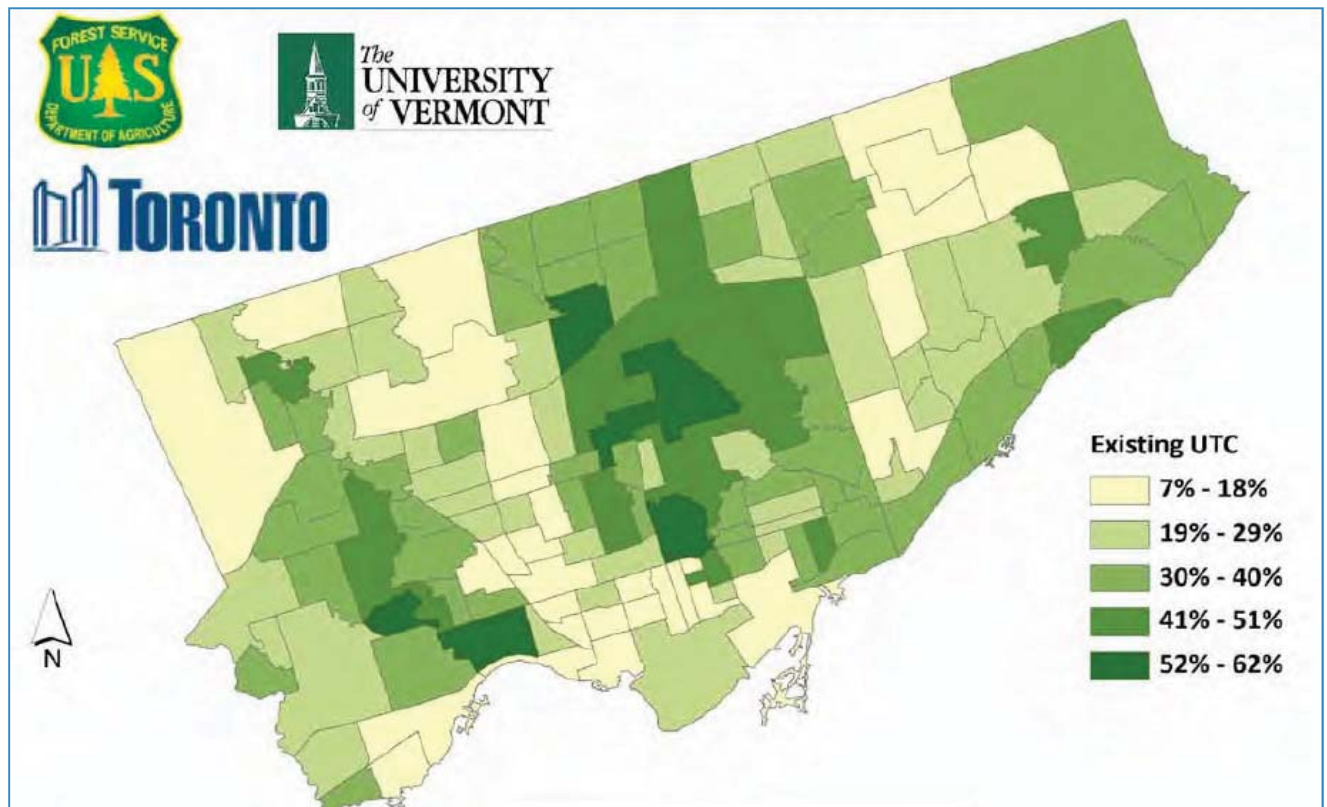 FOREST SERVICE
UAS
DEPARTMENT OF AGRICULTURE
The
UNIVERSITY
of VERMONT
TORONTO
Existing UTC
7% - 18%
19% - 29%
30% - 40%
41% - 51%
52% - 62%
N